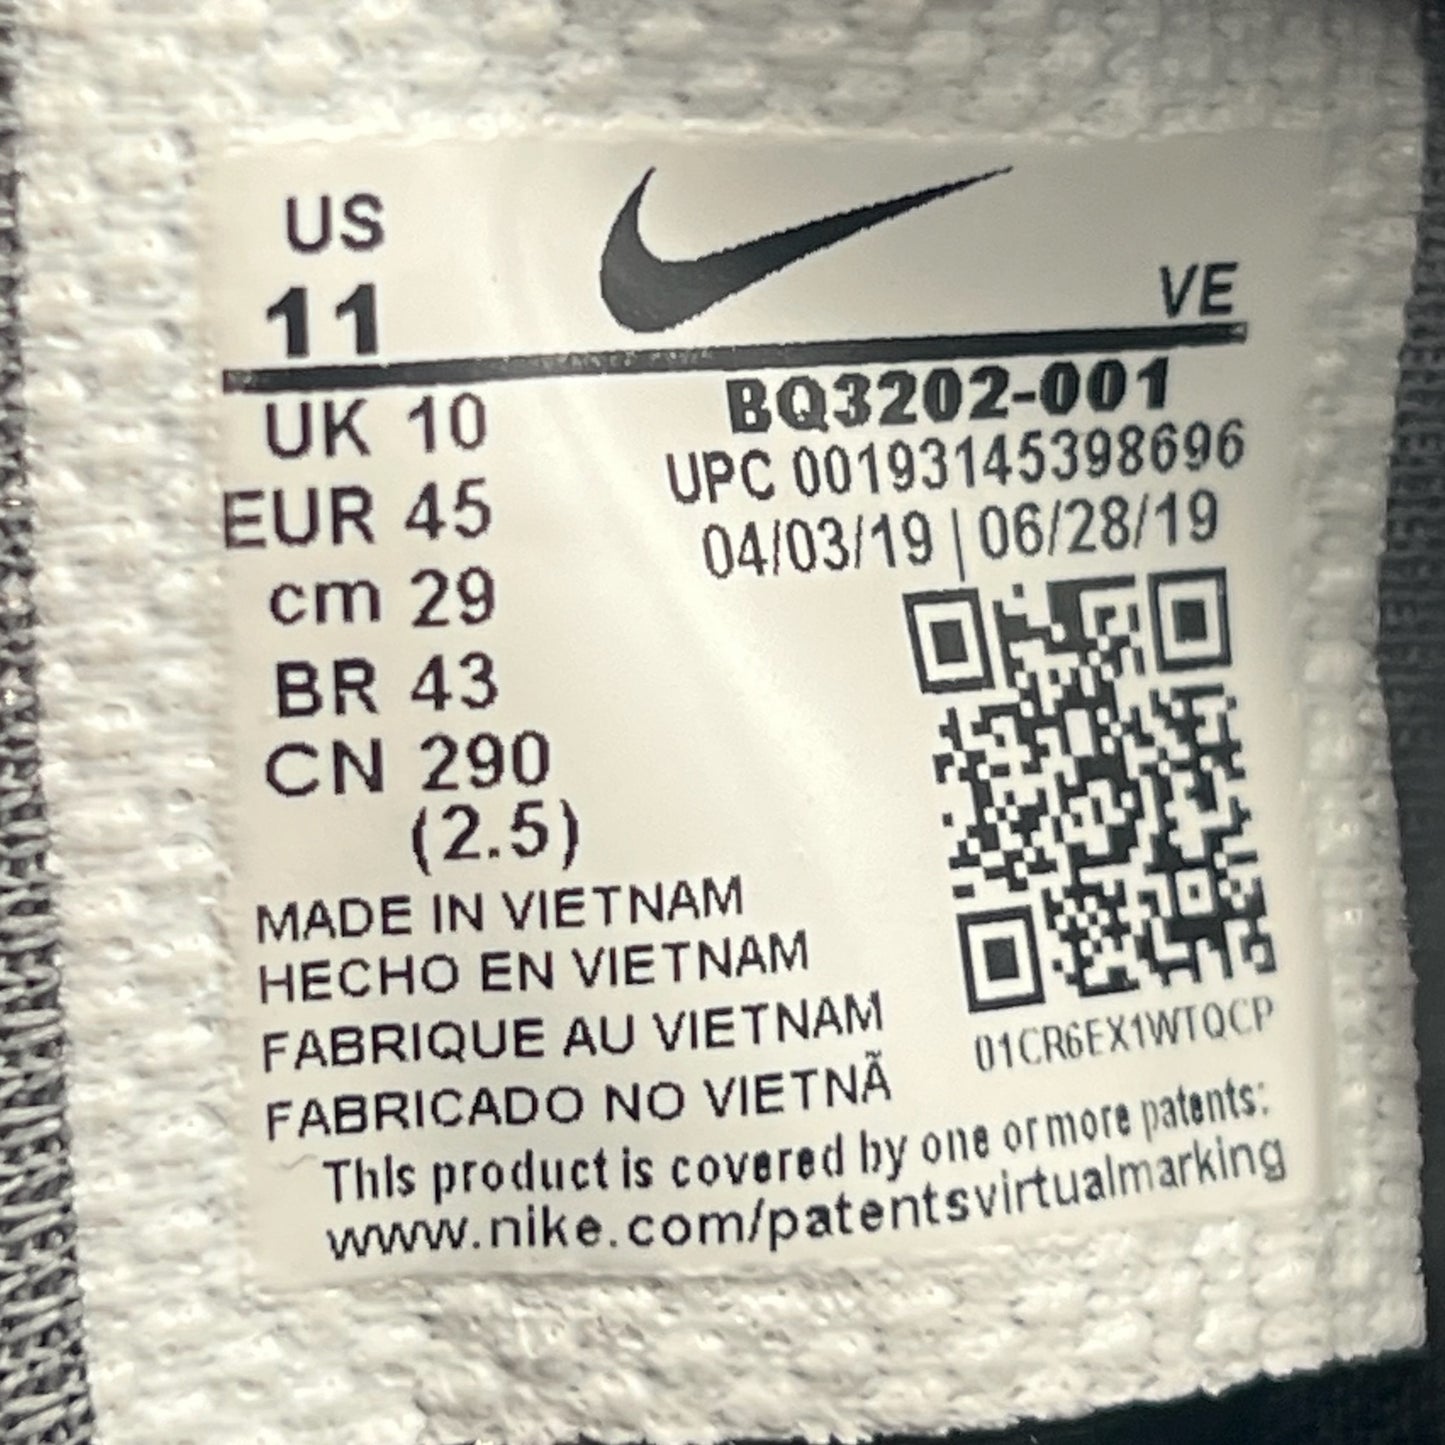 US
11
VE
BQ3202-001
UPC 00193145398696
04/03/19 | 06/28/19
UK 10
EUR 45
cm 29
BR 43
CN 290
(2.5)
01CR6EX1WTQCP
MADE IN VIETNAM
HECHO EN VIETNAM
FABRIQUE AU VIETNAM
FABRICADO NO VIETNÃ
This product is covered by one or more patents:
www.nike.com/patentsvirtualmarking